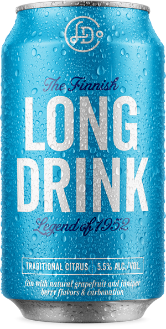 LD
The Finnish
LONG
DRINK
Legend of 1952
TRADITIONAL CITRUS 5.5% ALC./VOL.
with natural grapefruit and juniper
berry flavors & carbonation